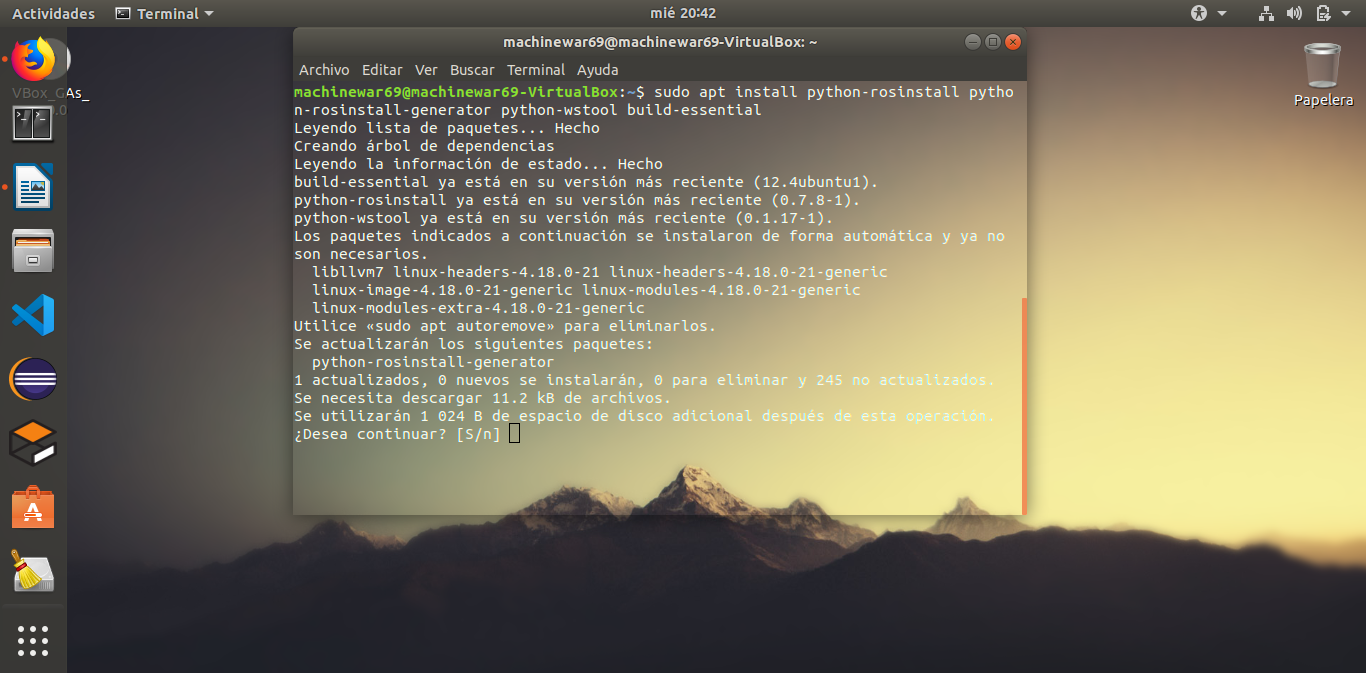 Actividades Terminal mié 20:42
machinewar69@machinewar69-VirtualBox: ~
Archivo Editar Ver Buscar Terminal Ayuda
machinewar69@machinewar69-VirtualBox:~$ sudo apt install python-rosinstall pytho
n-rosinstall-generator python-wstool build-essential
Leyendo lista de paquetes... Hecho
Creando árbol de dependencias
Leyendo la información de estado... Hecho
build-essential ya está en su versión más reciente (12.4ubuntu1).
python-rosinstall ya está en su versión más reciente (0.7.8-1).
python-wstool ya está en su versión más reciente (0.1.17-1).
Los paquetes indicados a continuación se instalaron de forma automática y ya no
son necesarios.
libllvm7 linux-headers-4.18.0-21 linux-headers-4.18.0-21-generic
linux-image-4.18.0-21-generic linux-modules-4.18.0-21-generic
linux-modules-extra-4.18.0-21-generic
Utilice «sudo apt autoremove» para eliminarlos.
Se actualizarán los siguientes paquetes:
python-rosinstall-generator
1 actualizados, 0 nuevos se instalarán, 0 para eliminar y 245 no actualizados.
Se necesita descargar 11.2 kB de archivos.
Se utilizarán 1 024 B de espacio de disco adicional después de esta operación.
¿Desea continuar? [S/n]
VBox_GAs_
.0
Papelera